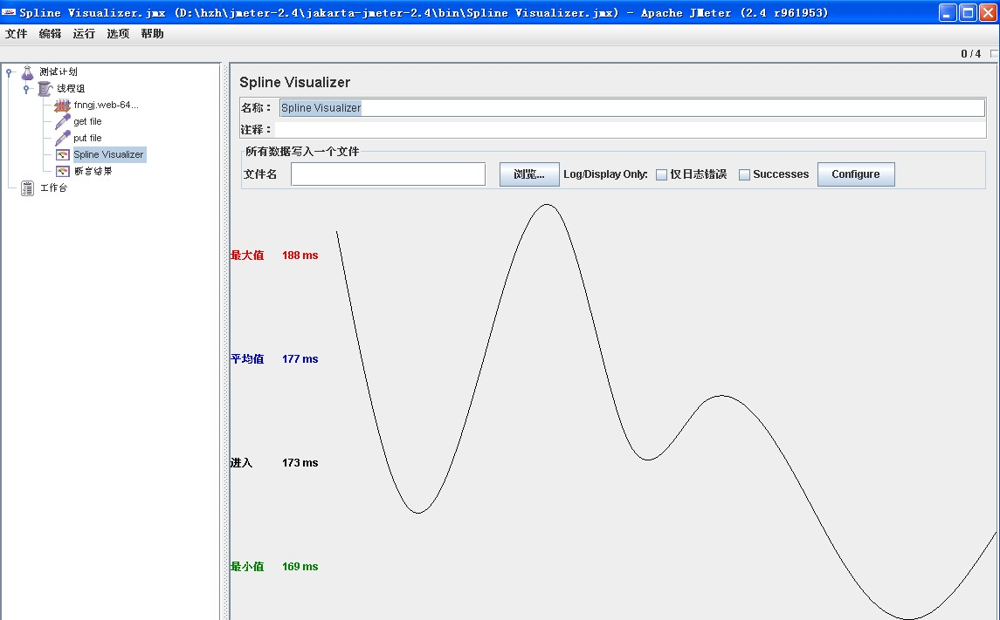 Spline Visualizer.jmx (D:\hzh\jmeter-2.4\jakarta-jmeter-2.4\bin\Spline Visualizer.jmx) - Apache JMeter (2.4 r961953)
文件 编辑 运行 选项 帮助
0 / 4
测试计划
线程组
fnngj.web-64...
get file
put file
Spline Visualizer
断言结果
工作台
Spline Visualizer
名称： Spline Visualizer
注释：
所有数据写入一个文件
文件名 浏览... Log/Display Only: 仅日志错误 Successes Configure
最大值 188 ms
平均值 177 ms
进入 173 ms
最小值 169 ms